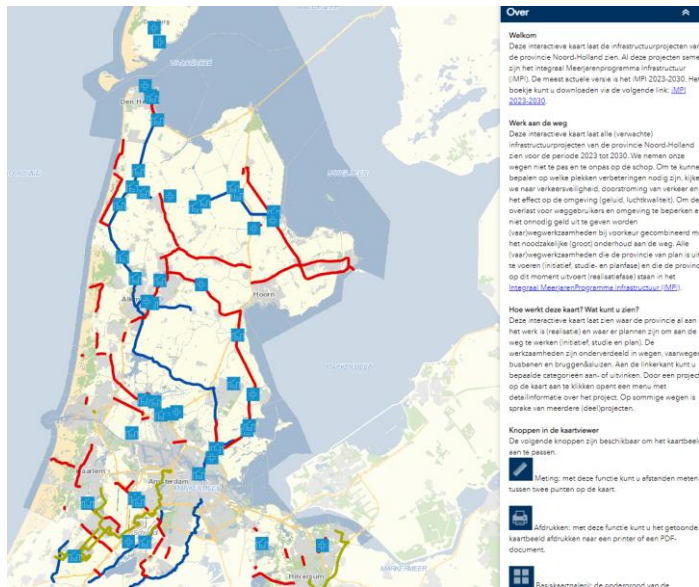 Over
Welkom
Deze interactieve kaart laat de infrastructuurprojecten van
de provincie Noord-Holland zien. Al deze projecten same
zijn het integraal Meerjarenprogramma Infrastructuur
(iMPI). De meest actuele versie is het iMPI 2023-2030. Het
boekje kunt u downloaden via de volgende link: iMPI
2023-2030.
Werk aan de weg
Deze interactieve kaart laat alle (verwachte)
infrastructuurprojecten van de provincie Noord-Holland
zien voor de periode 2023 tot 2030. We nemen onze
wegen niet te pas en te onpas op de schop. Om te kunne
bepalen op welke plekken verbeteringen nodig zijn, kijke
we naar verkeersveiligheid, doorstroming van verkeer en
het effect op de omgeving (geluid, luchtkwaliteit). Om de
overlast voor weggebruikers en omgeving te beperken e
niet onnodig geld uit te geven worden
(vaar)wegwerkzaamheden bij voorkeur gecombineerd m
het noodzakelijke (groot) onderhoud aan de weg. Alle
(vaar)wegwerkzaamheden die de provincie van plan is uit
te voeren (initiatief, studie- en planfase) en die de provinc
op dit moment uitvoert (realisatiefase) staan in het
Integraal MeerjarenProgramma Infrastructuur (iMPI).
Hoe werkt deze kaart? Wat kunt u zien?
Deze interactieve kaart laat zien waar de provincie al aan
het werk is (realisatie) en waar er plannen zijn om aan de
weg te werken (initiatief, studie en plan). De
werkzaamheden zijn onderverdeeld in wegen, vaarwegen
busbanen en bruggen&sluizen. Aan de linkerkant kunt u
bepaalde categorieën aan- of uitvinken. Door een project
op de kaart aan te klikken opent een menu met
detailinformatie over het project. Op sommige wegen is
sprake van meerdere (deel)projecten.
Knoppen in de kaartviewer
De volgende knoppen zijn beschikbaar om het kaartbeel
aan te passen.
Meting: met deze functie kunt u afstanden meten
tussen twee punten op de kaart.
Afdrukken: met deze functie kunt u het getoonde
kaartbeeld afdrukken naar een printer of een PDF-
document.
Basiskaartgalerij: de ondergrond van de
Den Burg
Hoorn
Amsterdam
Hilversum
MARKERMEER